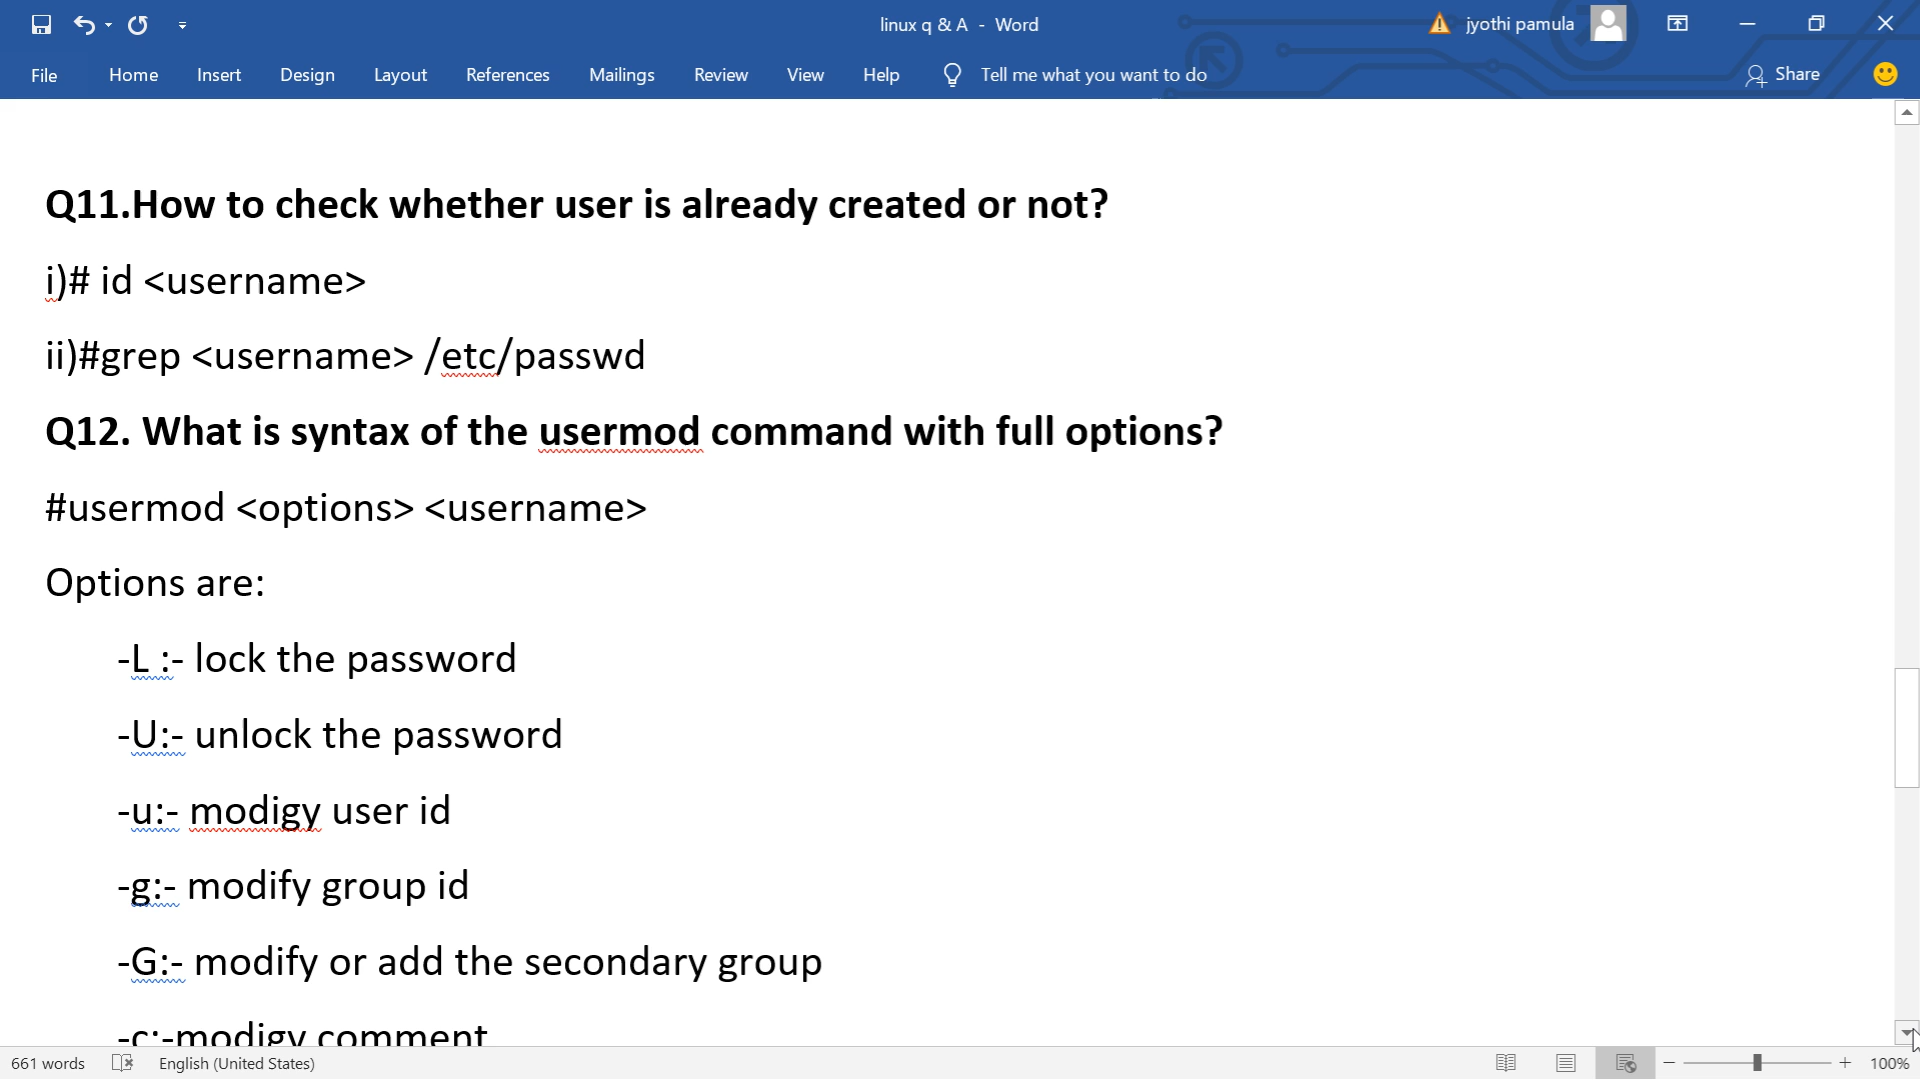 linux q & A - Word
jyothi pamula
File Home Insert Design Layout References Mailings Review View Help Tell me what you want to do Share
Q11.How to check whether user is already created or not?
i)# id <username>
ii)#grep <username> /etc/passwd
Q12. What is syntax of the usermod command with full options?
#usermod <options> <username>
Options are:
-L :- lock the password
-U:- unlock the password
-u:- modigy user id
-g:- modify group id
-G:- modify or add the secondary group
-c:-modigy comment
661 words English (United States) 100%